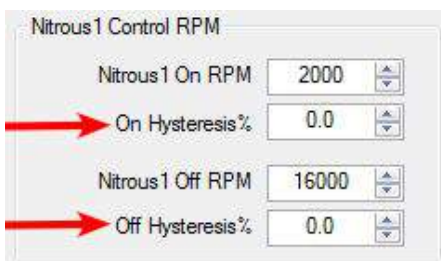 Nitrous1 Control RPM
Nitrous1 On RPM 2000
On Hysteresis% 0.0
Nitrous1 Off RPM 16000
Off Hysteresis% 0.0